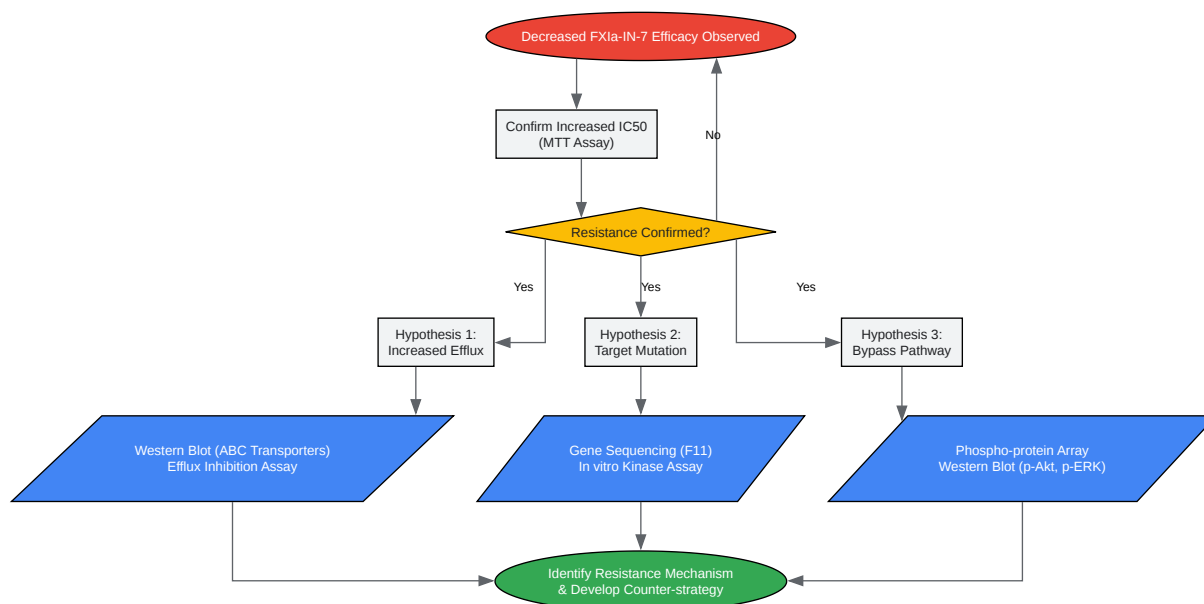 Decreased FXIa-IN-7 Efficacy Observed
Confirm Increased IC50
(MTT Assay)
No
Resistance Confirmed?
Yes
Yes
Yes
Hypothesis 1:
Increased Efflux
Hypothesis 2:
Target Mutation
Hypothesis 3:
Bypass Pathway
Western Blot (ABC Transporters)
Efflux Inhibition Assay
Gene Sequencing (F11)
In vitro Kinase Assay
Phospho-protein Array
Western Blot (p-Akt, p-ERK)
Identify Resistance Mechanism
& Develop Counter-strategy